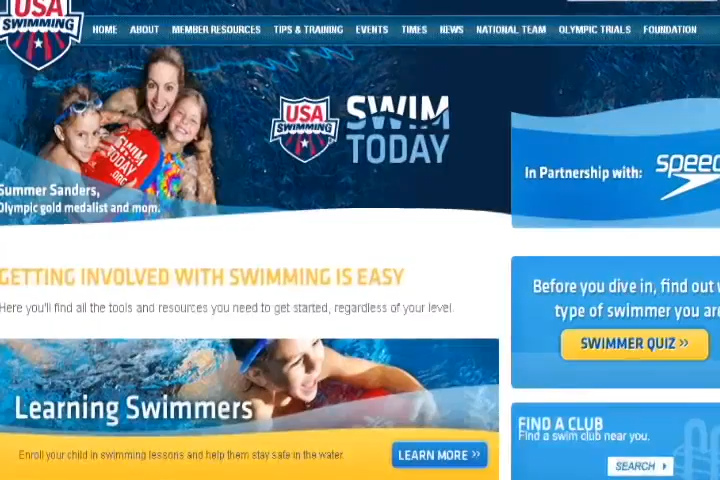 USA
SWIMMING
HOME ABOUT MEMBER RESOURCES TIPS & TRAINING EVENTS TIMES NEWS NATIONAL TEAM OLYMPIC TRIALS FOUNDATION
USA
SWIMMING
SWIM
TODAY
SWIM
TODAY
.ORG
In Partnership with:
Summer Sanders,
Olympic gold medalist and mom.
GETTING INVOLVED WITH SWIMMING IS EASY
Here you'll find all the tools and resources you need to get started, regardless of your level.
Before you dive in, find out
type of swimmer you are
SWIMMER QUIZ >>
Learning Swimmers
Enroll your child in swimming lessons and help them stay safe in the water.
LEARN MORE >>
FIND A CLUB
Find a swim club near you.
SEARCH